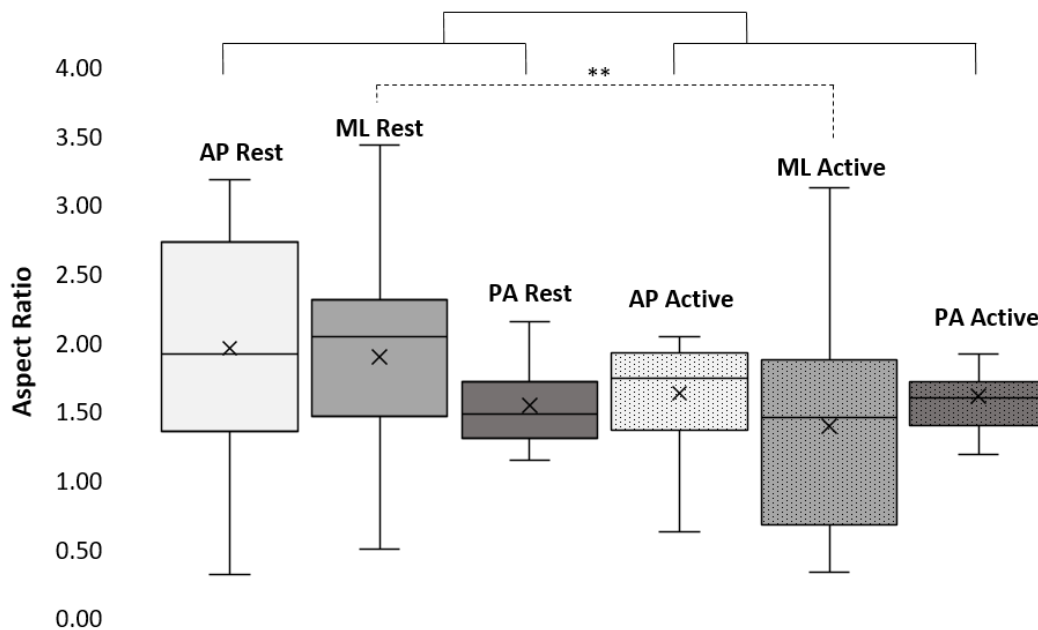 4.00
**
3.50
ML Rest
AP Rest
ML Active
3.00
2.50
PA Rest
AP Active
PA Active
2.00
1.50
1.00
0.50
0.00
Aspect Ratio